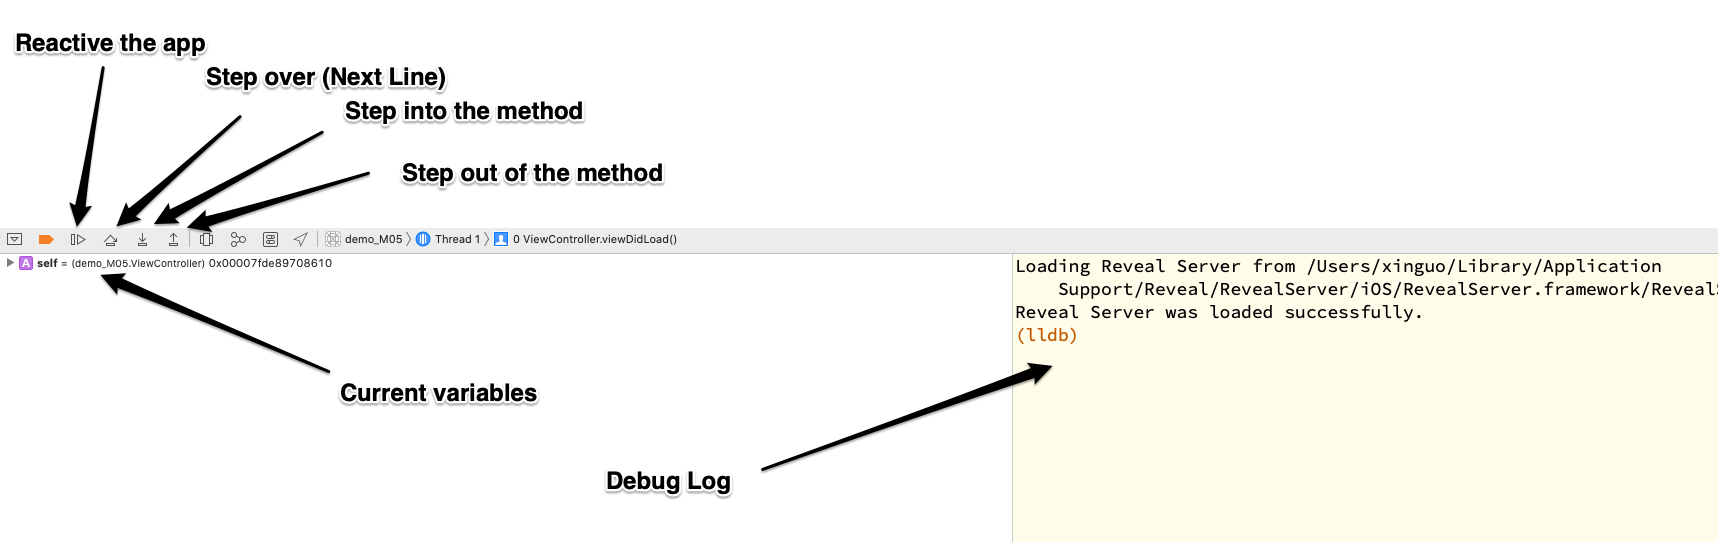 Reactive the app
Step over (Next Line)
Step into the method
Step out of the method
demo_M05 〉 Thread 1 〉 0 ViewController.viewDidLoad()
A self = (demo_M05.ViewController) 0x00007fde89708610
Loading Reveal Server from /Users/xinguo/Library/Application
Support/Reveal/RevealServer/iOS/RevealServer.framework/Reveal
Reveal Server was loaded successfully.
(lldb)
Current variables
Debug Log